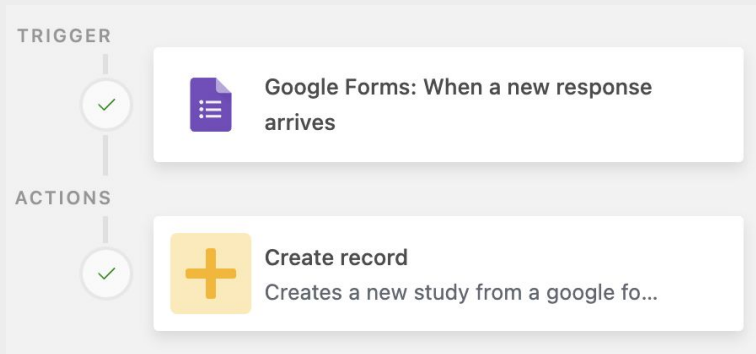 TRIGGER
Google Forms: When a new response
arrives
ACTIONS
Create record
Creates a new study from a google fo...